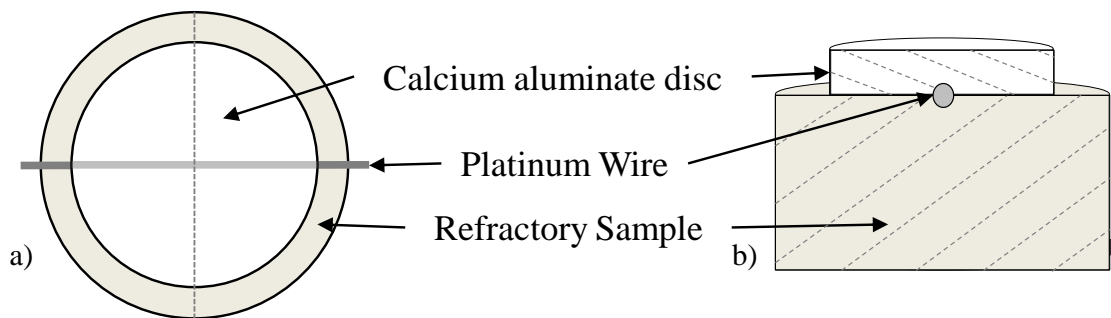 Calcium aluminate disc
Platinum Wire
Refractory Sample
a)
b)